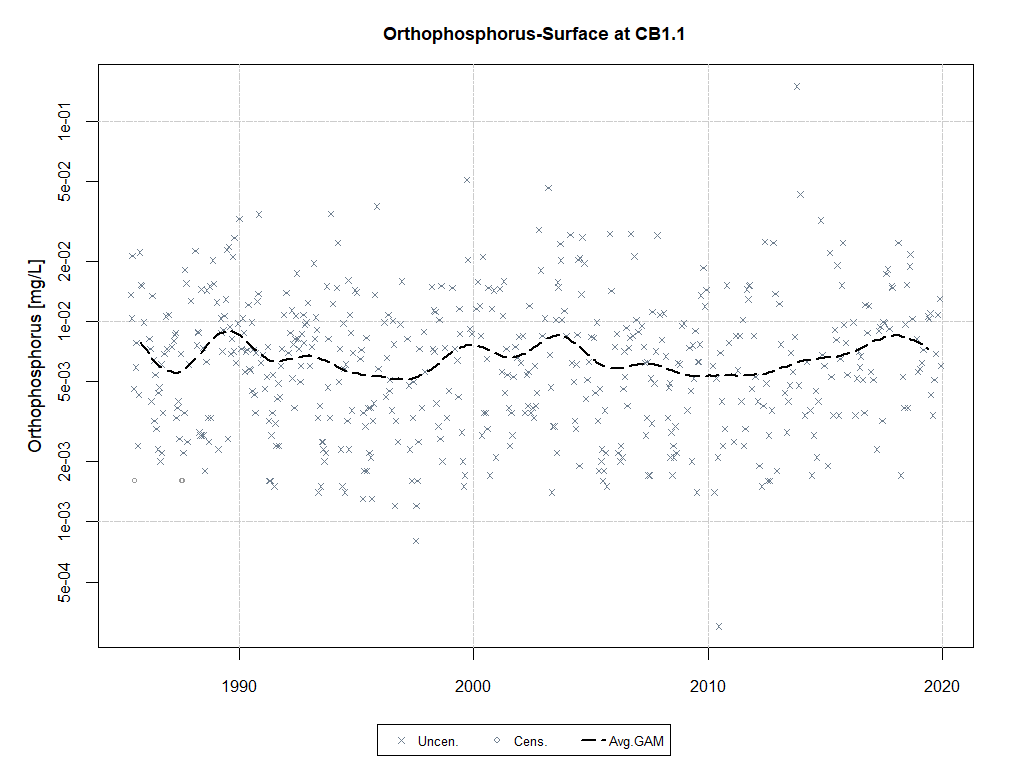 Orthophosphorus-Surface at CB1.1
Orthophosphorus [mg/L]
1e-01
5e-02
2e-02
1e-02
5e-03
2e-03
1e-03
5e-04
1990 2000 2010 2020
Uncen. Cens. Avg.GAM